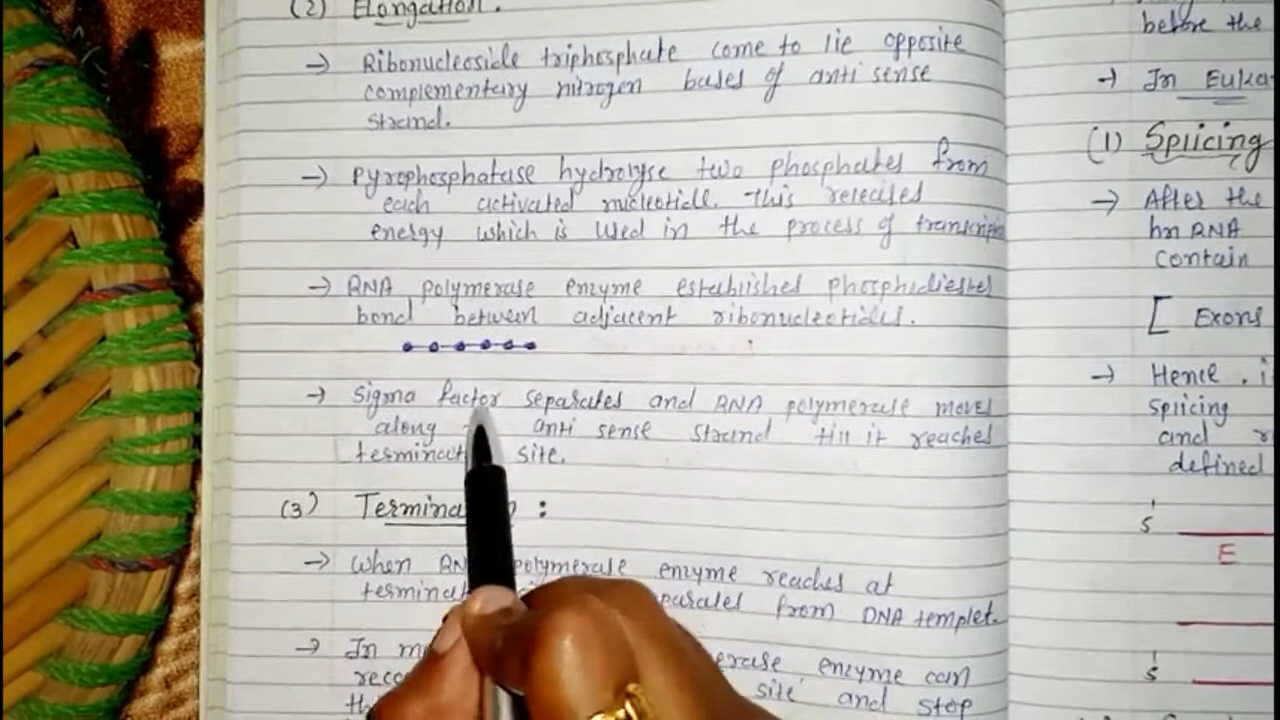 (2) Elongation.
→ Ribonucleoside triphosphate come to lie opposite
complementary nitrogen bases of anti sense
strand.
→ Pyrophosphatase hydrolyse two phosphates from
each activated nucleotide. This releases
energy which is used in the process of
→ RNA polymerase enzyme established phosphodiester
bond between adjacent ribonucleotides.
→ Sigma factor separates and RNA polymerase moves
along anti sense strand till it reaches
site.
(3) :
→ When polymerase enzyme reaches at
from DNA templet.
→ In enzyme can
site and stop
before the
→ In
(1) Splicing
→ After the
hn RNA
contain
[ Exons
→ Hence.
splicing
and
defined
5'
E
5'